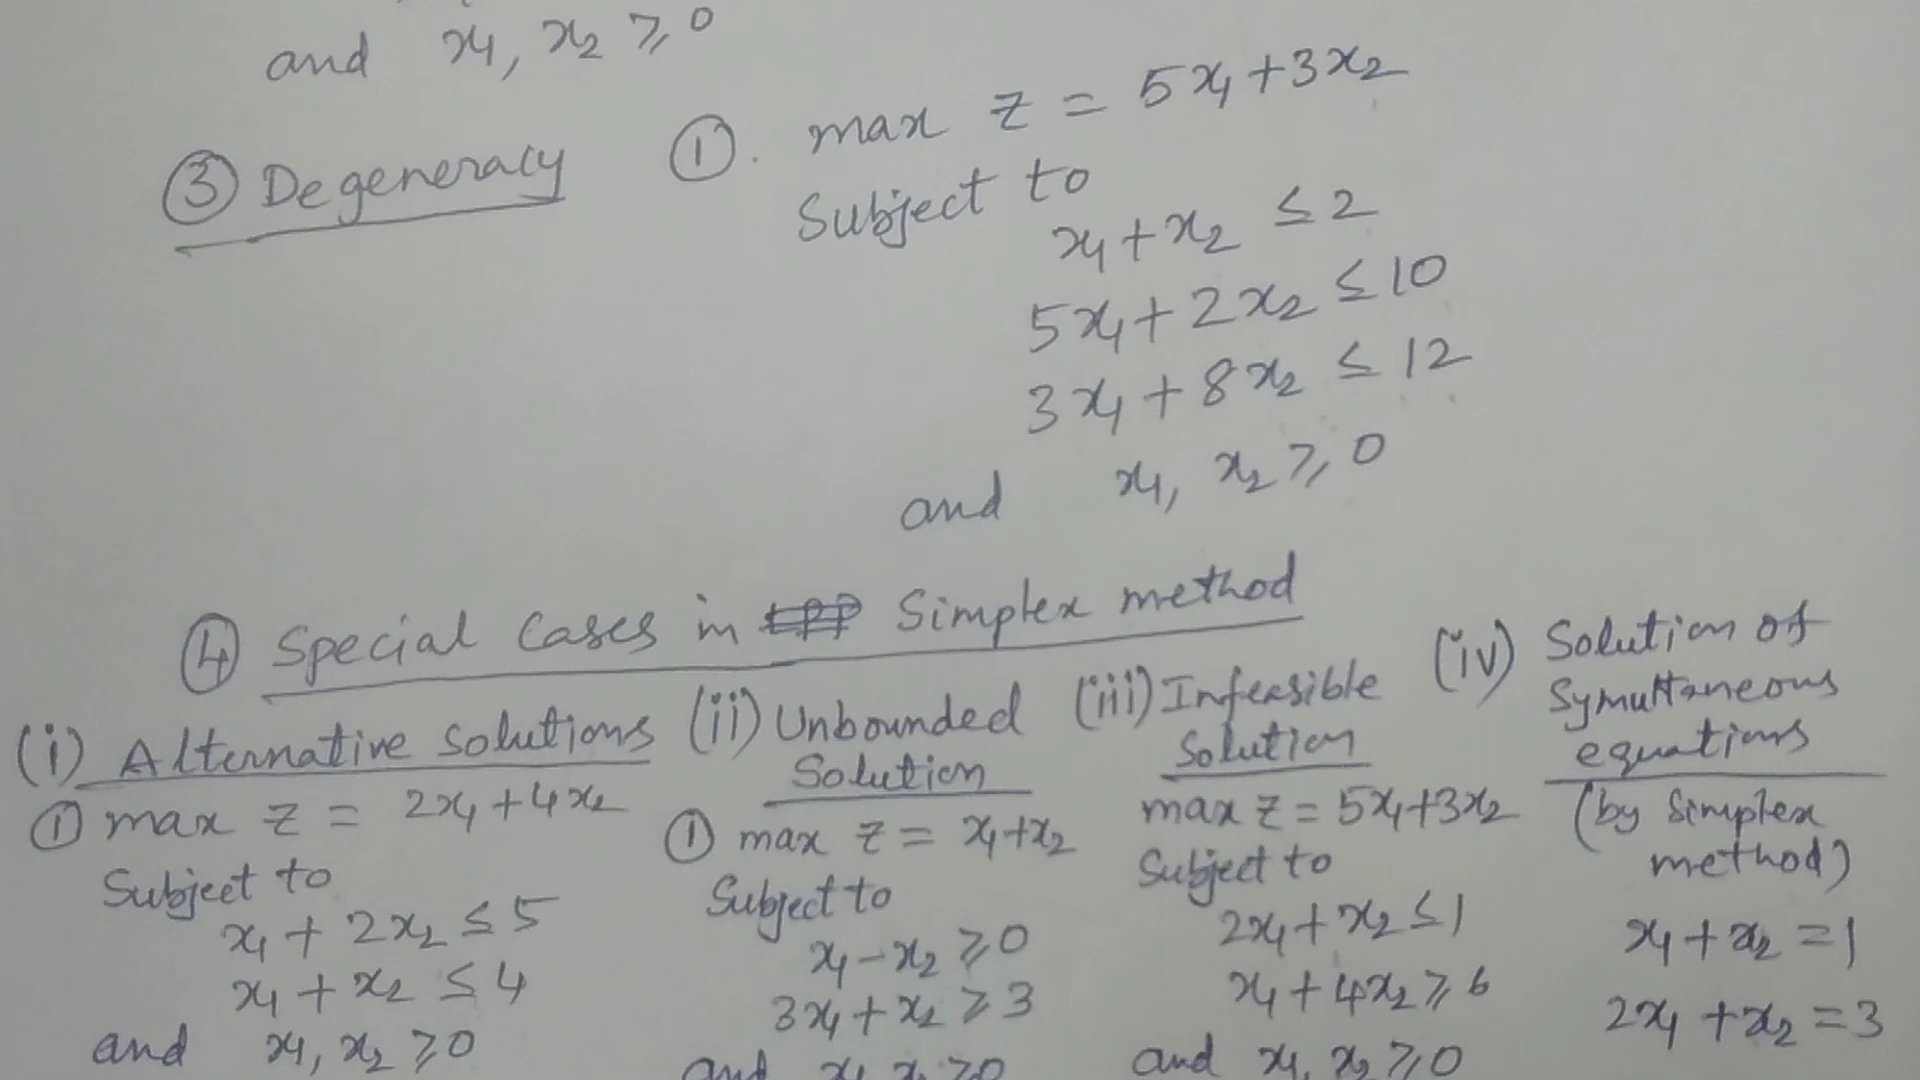 and x₁, x₂ ≥ 0
③ Degeneracy
①. max z = 5x₁+3x₂
Subject to
x₁+x₂ ≤ 2
5x₁+2x₂ ≤ 10
3x₁+8x₂ ≤ 12
and x₁, x₂ ≥ 0
④ Special Cases in Simplex method
(i) Alternative Solutions
① max z = 2x₁+4x₂
Subject to
x₁ + 2x₂ ≤ 5
x₁ + x₂ ≤ 4
and x₁, x₂ ≥ 0
(ii) Unbounded
Solution
① max z = x₁+x₂
Subject to
x₁-x₂ ≥ 0
3x₁+x₂ ≥ 3
and x₁, x₂ ≥ 0
(iii) Infeasible
Solution
max z = 5x₁+3x₂
Subject to
2x₁+x₂ ≤ 1
x₁+4x₂ ≥ 6
and x₁, x₂ ≥ 0
(iv) Solution of
Symultaneous
equations
(by Simplex
method)
x₁+x₂ = 1
2x₁+x₂ = 3